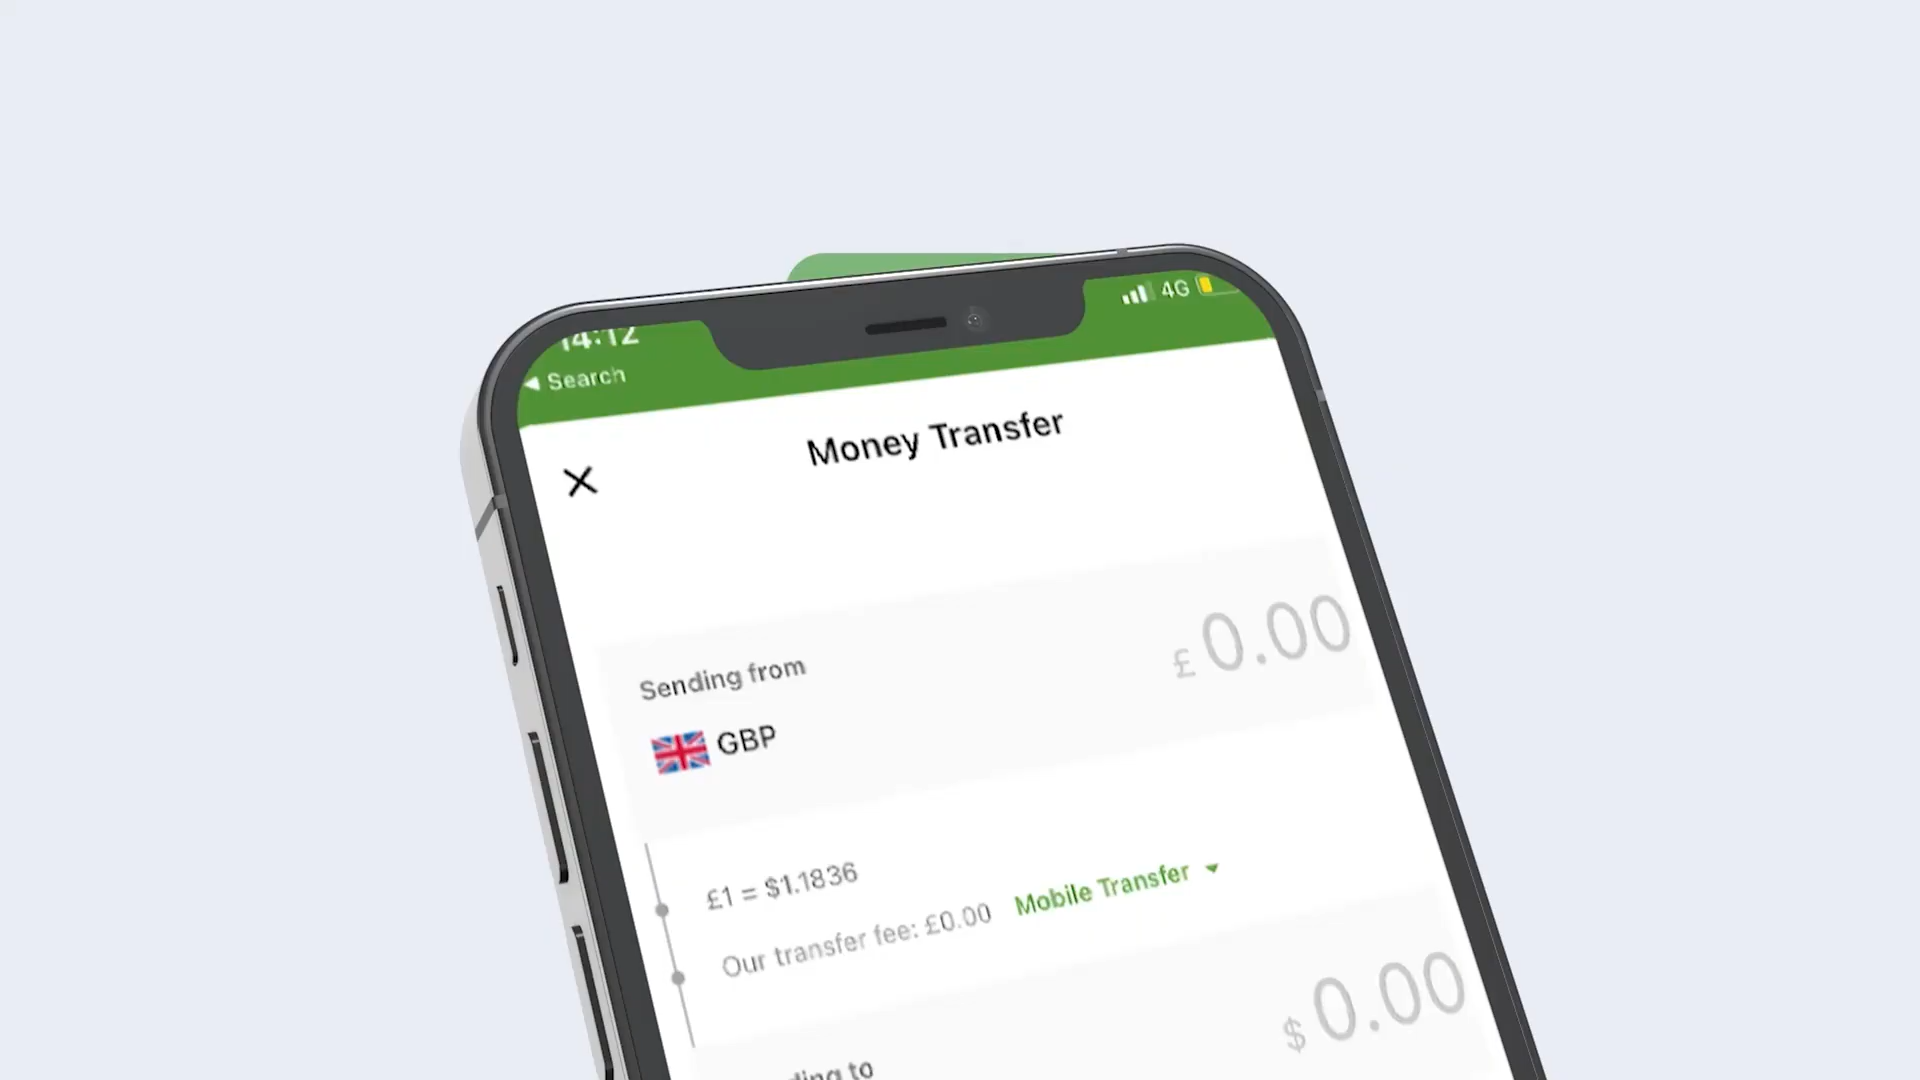 14:12
4G
Search
Money Transfer
£0.00
Sending from
GBP
£1 = $1.1836
Our transfer fee: £0.00 Mobile Transfer
$0.00
to